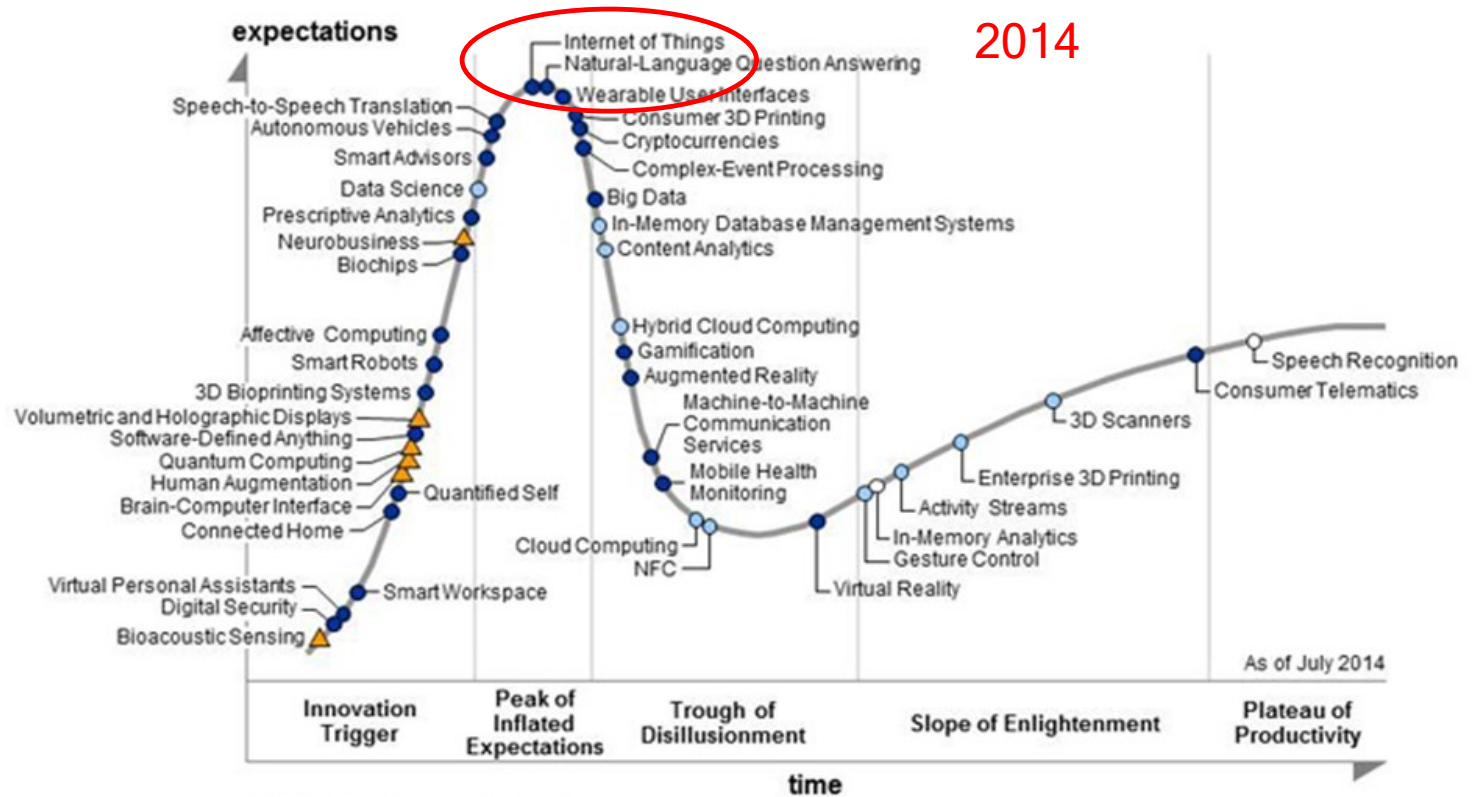 expectations
2014
Internet of Things
Natural-Language Question Answering
Wearable User Interfaces
Consumer 3D Printing
Cryptocurrencies
Complex-Event Processing
Speech-to-Speech Translation
Autonomous Vehicles
Smart Advisors
Data Science
Prescriptive Analytics
Neurobusiness
Biochips
Big Data
In-Memory Database Management Systems
Content Analytics
Affective Computing
Smart Robots
3D Bioprinting Systems
Volumetric and Holographic Displays
Software-Defined Anything
Quantum Computing
Human Augmentation
Brain-Computer Interface
Connected Home
Quantified Self
Virtual Personal Assistants
Digital Security
Bioacoustic Sensing
Smart Workspace
Hybrid Cloud Computing
Gamification
Augmented Reality
Machine-to-Machine
Communication
Services
Mobile Health
Monitoring
Cloud Computing
NFC
Virtual Reality
Gesture Control
In-Memory Analytics
Activity Streams
Enterprise 3D Printing
3D Scanners
Consumer Telematics
Speech Recognition
As of July 2014
Innovation
Trigger
Peak of
Inflated
Expectations
Trough of
Disillusionment
Slope of Enlightenment
Plateau of
Productivity
time